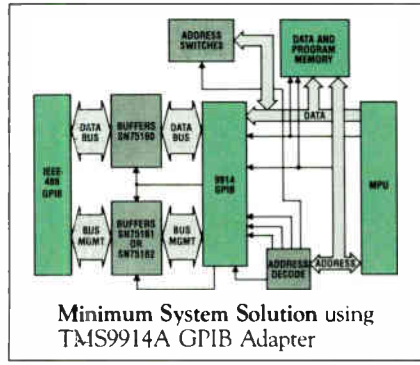 ADDRESS
SWITCHES
DATA AND
PROGRAM
MEMORY
DATA
IEEE-
488
GPIB
DATA
BUS
BUFFERS
SN75160
DATA
BUS
9914
GPIB
MPU
BUS
MGMT
BUFFERS
SN75161
OR
SN75162
BUS
MGMT
ADDRESS
DECODE
ADDRESS
Minimum System Solution using
TMS9914A GPIB Adapter